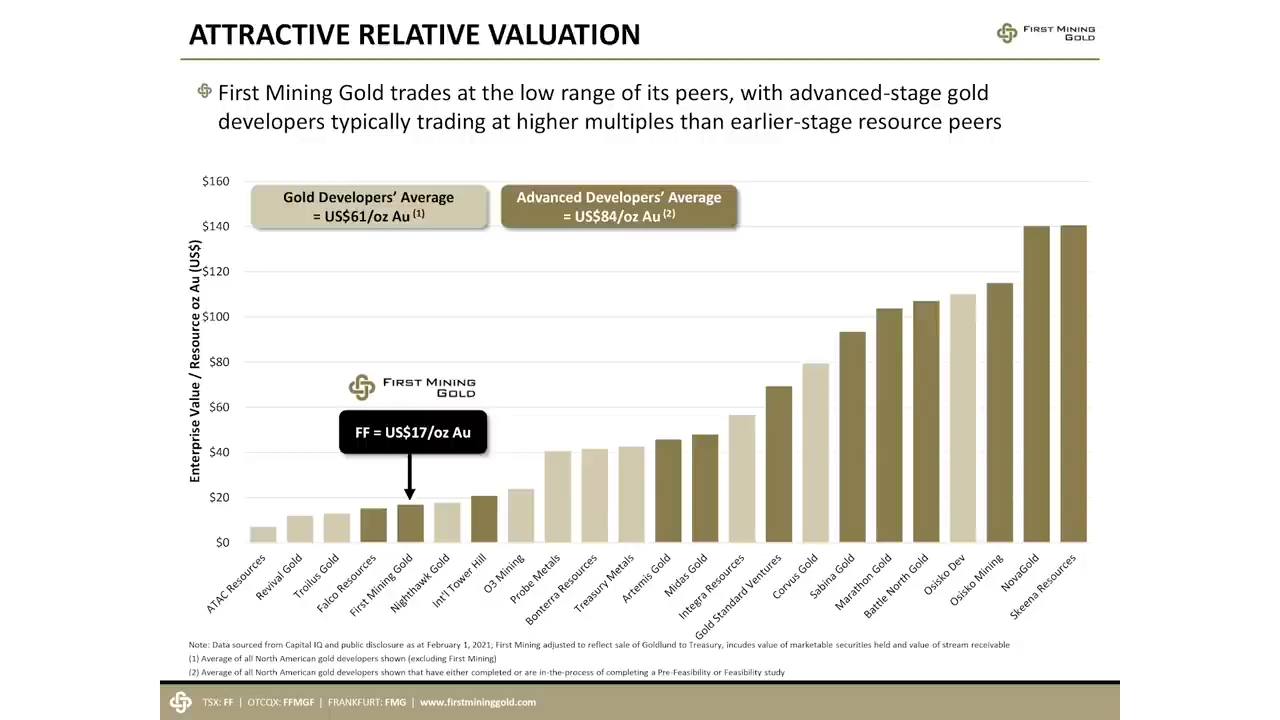 ATTRACTIVE RELATIVE VALUATION
FIRST MINING
GOLD
First Mining Gold trades at the low range of its peers, with advanced-stage gold
developers typically trading at higher multiples than earlier-stage resource peers
Enterprise Value / Resource oz Au (US$)
$160
$140
$120
$100
$80
$60
$40
$20
$0
Gold Developers’ Average
= US$61/oz Au (1)
Advanced Developers’ Average
= US$84/oz Au (2)
FIRST MINING
GOLD
FF = US$17/oz Au
ATAC Resources
Revival Gold
Troilus Gold
Falco Resources
First Mining Gold
Nighthawk Gold
Int'l Tower Hill
O3 Mining
Probe Metals
Bonterra Resources
Treasury Metals
Artemis Gold
Midas Gold
Integra Resources
Gold Standard Ventures
Corvus Gold
Sabina Gold
Marathon Gold
Battle North Gold
Osisko Dev
Osisko Mining
NovaGold
Skeena Resources
Note: Data sourced from Capital IQ and public disclosure as at February 1, 2021; First Mining adjusted to reflect sale of Goldlund to Treasury, incudes value of marketable securities held and value of stream receivable
(1) Average of all North American gold developers shown (excluding First Mining)
(2) Average of all North American gold developers shown that have either completed or are in-the-process of completing a Pre-Feasibility or Feasibility study
TSX: FF | OTCQX: FFMGF | FRANKFURT: FMG | www.firstmininggold.com